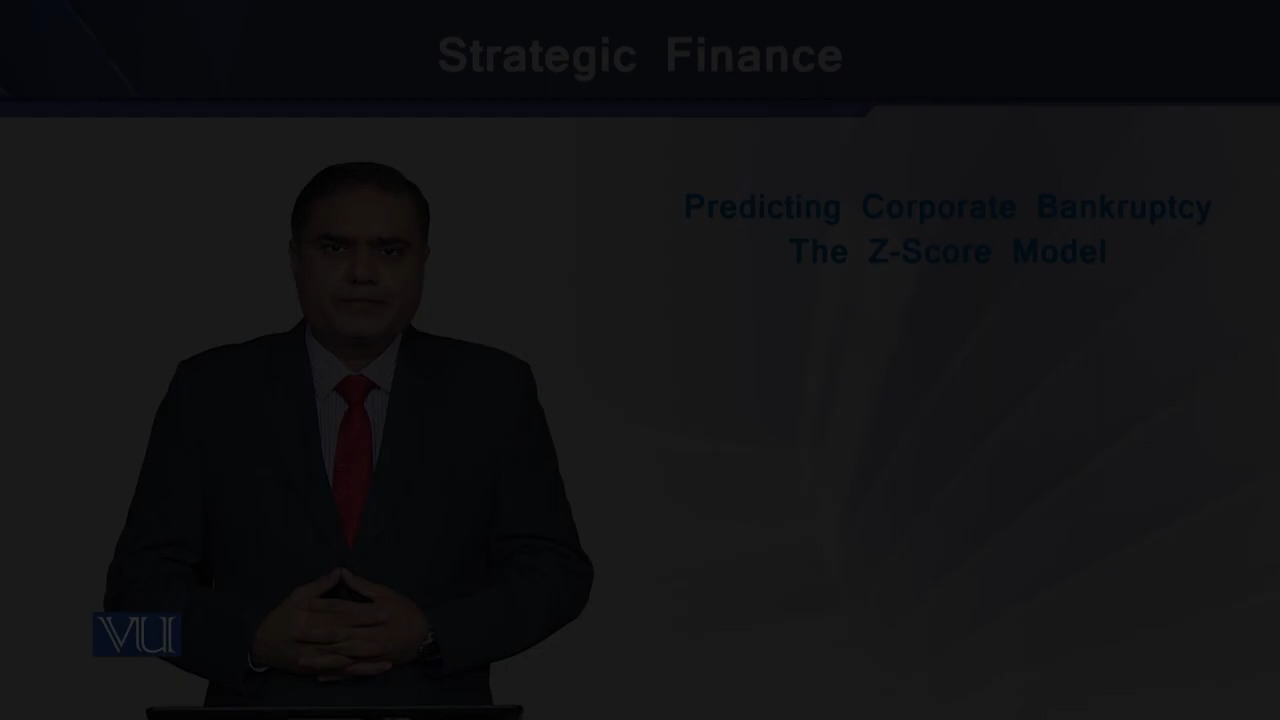 Strategic Finance
Predicting Corporate Bankruptcy
The Z-Score Model
VU